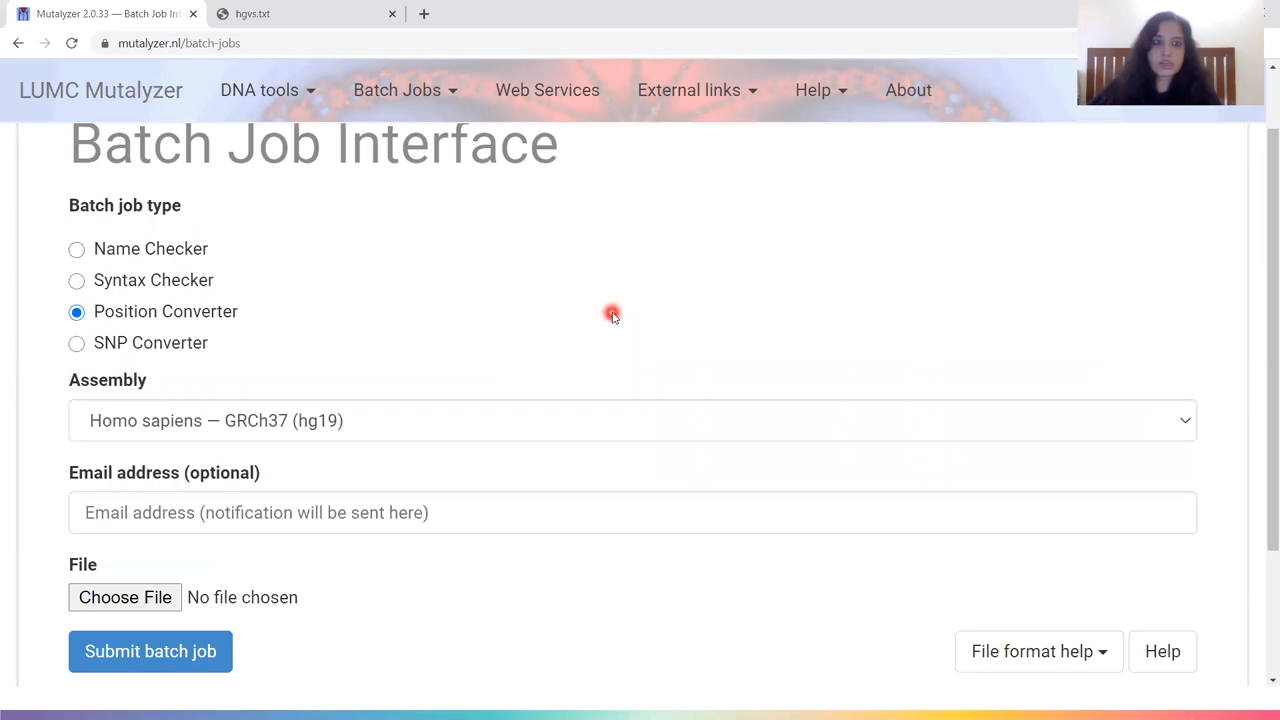 Mutalyzer 2.0.33 — Batch Job Int
hgvs.txt
mutalyzer.nl/batch-jobs
LUMC Mutalyzer
DNA tools
Batch Jobs
Web Services
External links
Help
About
Batch Job Interface
Batch job type
Name Checker
Syntax Checker
Position Converter
SNP Converter
Assembly
Homo sapiens — GRCh37 (hg19)
Email address (optional)
Email address (notification will be sent here)
File
Choose File No file chosen
Submit batch job
File format help
Help